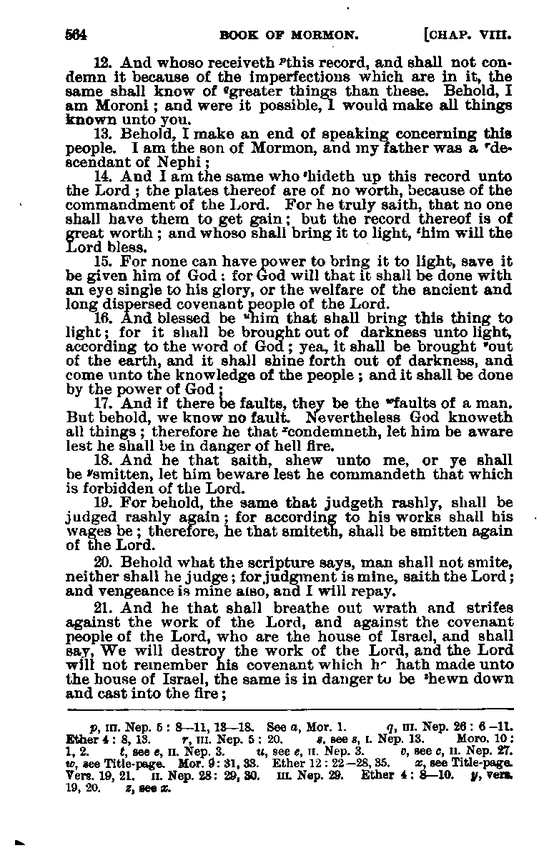 564 BOOK OF MORMON. [CHAP. VIII.
12. And whoso receiveth ᵖthis record, and shall not con-
demn it because of the imperfections which are in it, the
same shall know of ᵠgreater things than these. Behold, I
am Moroni ; and were it possible, I would make all things
known unto you.
13. Behold, I make an end of speaking concerning this
people. I am the son of Mormon, and my father was a ʳde-
scendant of Nephi ;
14. And I am the same who ˢhideth up this record unto
the Lord ; the plates thereof are of no worth, because of the
commandment of the Lord. For he truly saith, that no one
shall have them to get gain ; but the record thereof is of
great worth ; and whoso shall bring it to light, ᵗhim will the
Lord bless.
15. For none can have power to bring it to light, save it
be given him of God : for God will that it shall be done with
an eye single to his glory, or the welfare of the ancient and
long dispersed covenant people of the Lord.
16. And blessed be ᵘhim that shall bring this thing to
light ; for it shall be brought out of darkness unto light,
according to the word of God ; yea, it shall be brought ᵛout
of the earth, and it shall shine forth out of darkness, and
come unto the knowledge of the people ; and it shall be done
by the power of God ;
17. And if there be faults, they be the ʷfaults of a man.
But behold, we know no fault. Nevertheless God knoweth
all things ; therefore he that ˣcondemneth, let him be aware
lest he shall be in danger of hell fire.
18. And he that saith, shew unto me, or ye shall
be ʸsmitten, let him beware lest he commandeth that which
is forbidden of the Lord.
19. For behold, the same that judgeth rashly, shall be
judged rashly again ; for according to his works shall his
wages be ; therefore, he that smiteth, shall be smitten again
of the Lord.
20. Behold what the scripture says, man shall not smite,
neither shall he judge ; for judgment is mine, saith the Lord ;
and vengeance is mine also, and I will repay.
21. And he that shall breathe out wrath and strifes
against the work of the Lord, and against the covenant
people of the Lord, who are the house of Israel, and shall
say, We will destroy the work of the Lord, and the Lord
will not remember his covenant which hath made unto
the house of Israel, the same is in danger to be ᶻhewn down
and cast into the fire ;
p, III. Nep. 5 : 8—11, 13—18. See a, Mor. 1. q, III. Nep. 26 : 6—11.
Ether 4 : 8, 13. r, III. Nep. 5 : 20. s, see s, I. Nep. 13. Moro. 10 :
1, 2. t, see e, II. Nep. 3. u, see e, II. Nep. 3. v, see c, II. Nep. 27.
w, see Title-page. Mor. 9 : 31, 33. Ether 12 : 22—28, 35. x, see Title-page.
Vers. 19, 21. II. Nep. 28 : 29, 30. III. Nep. 29. Ether 4 : 8—10. y, vers.
19, 20. z, see x.